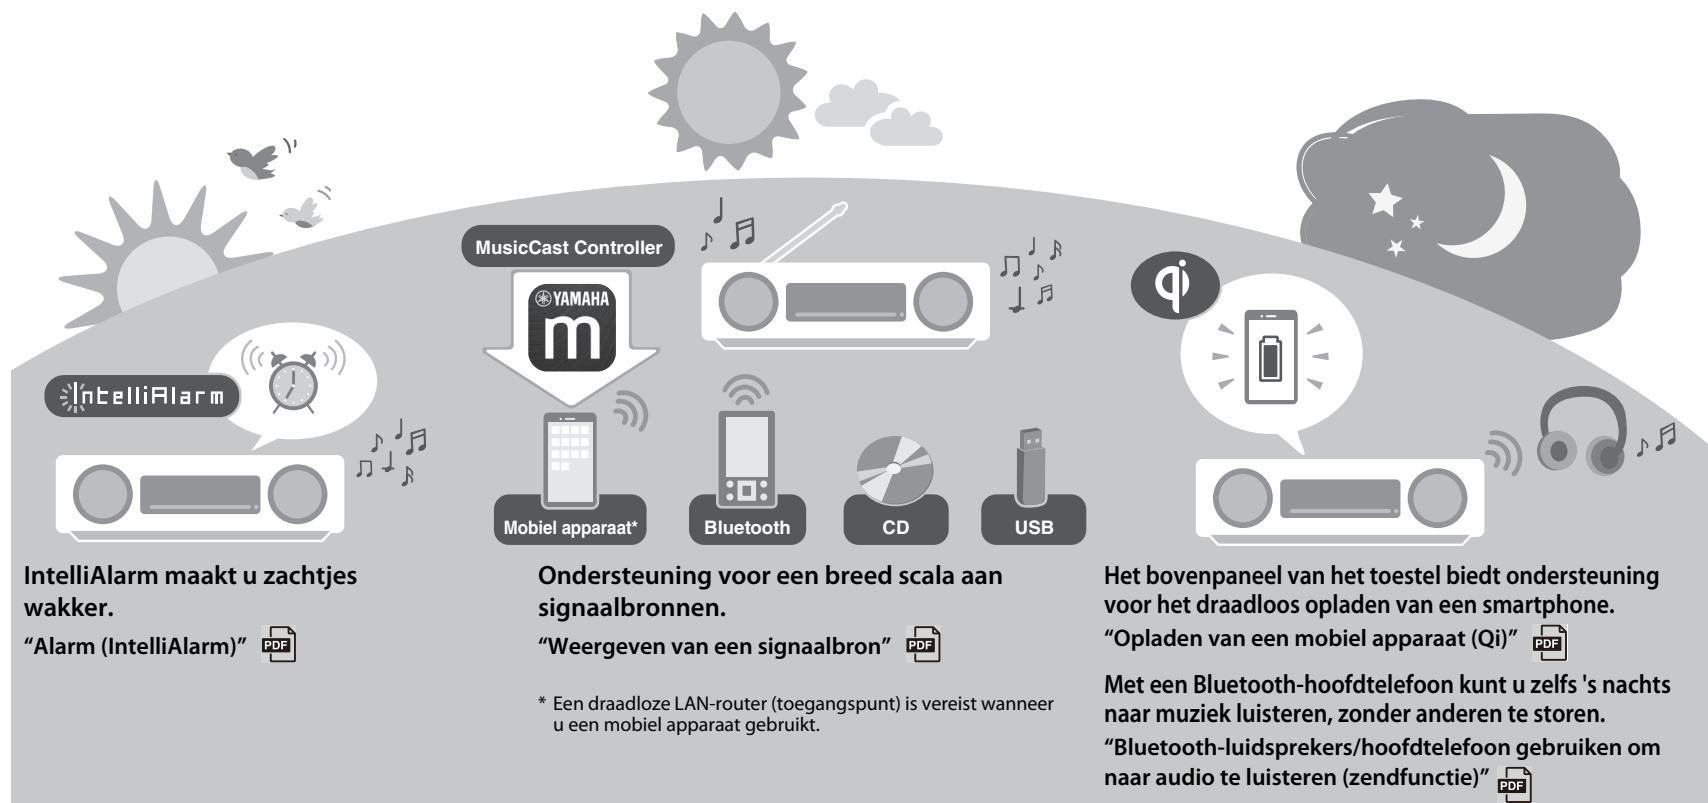 MusicCast Controller
YAMAHA
m
qi
IntelliAlarm
Mobiel apparaat*
Bluetooth
CD
USB
IntelliAlarm maakt u zachtjes
wakker.
“Alarm (IntelliAlarm)” PDF
Ondersteuning voor een breed scala aan
signaalbronnen.
“Weergeven van een signaalbron” PDF
* Een draadloze LAN-router (toegangspunt) is vereist wanneer
u een mobiel apparaat gebruikt.
Het bovenpaneel van het toestel biedt ondersteuning
voor het draadloos opladen van een smartphone.
“Opladen van een mobiel apparaat (Qi)” PDF
Met een Bluetooth-hoofdtelefoon kunt u zelfs 's nachts
naar muziek luisteren, zonder anderen te storen.
“Bluetooth-luidsprekers/hoofdtelefoon gebruiken om
naar audio te luisteren (zendfunctie)” PDF